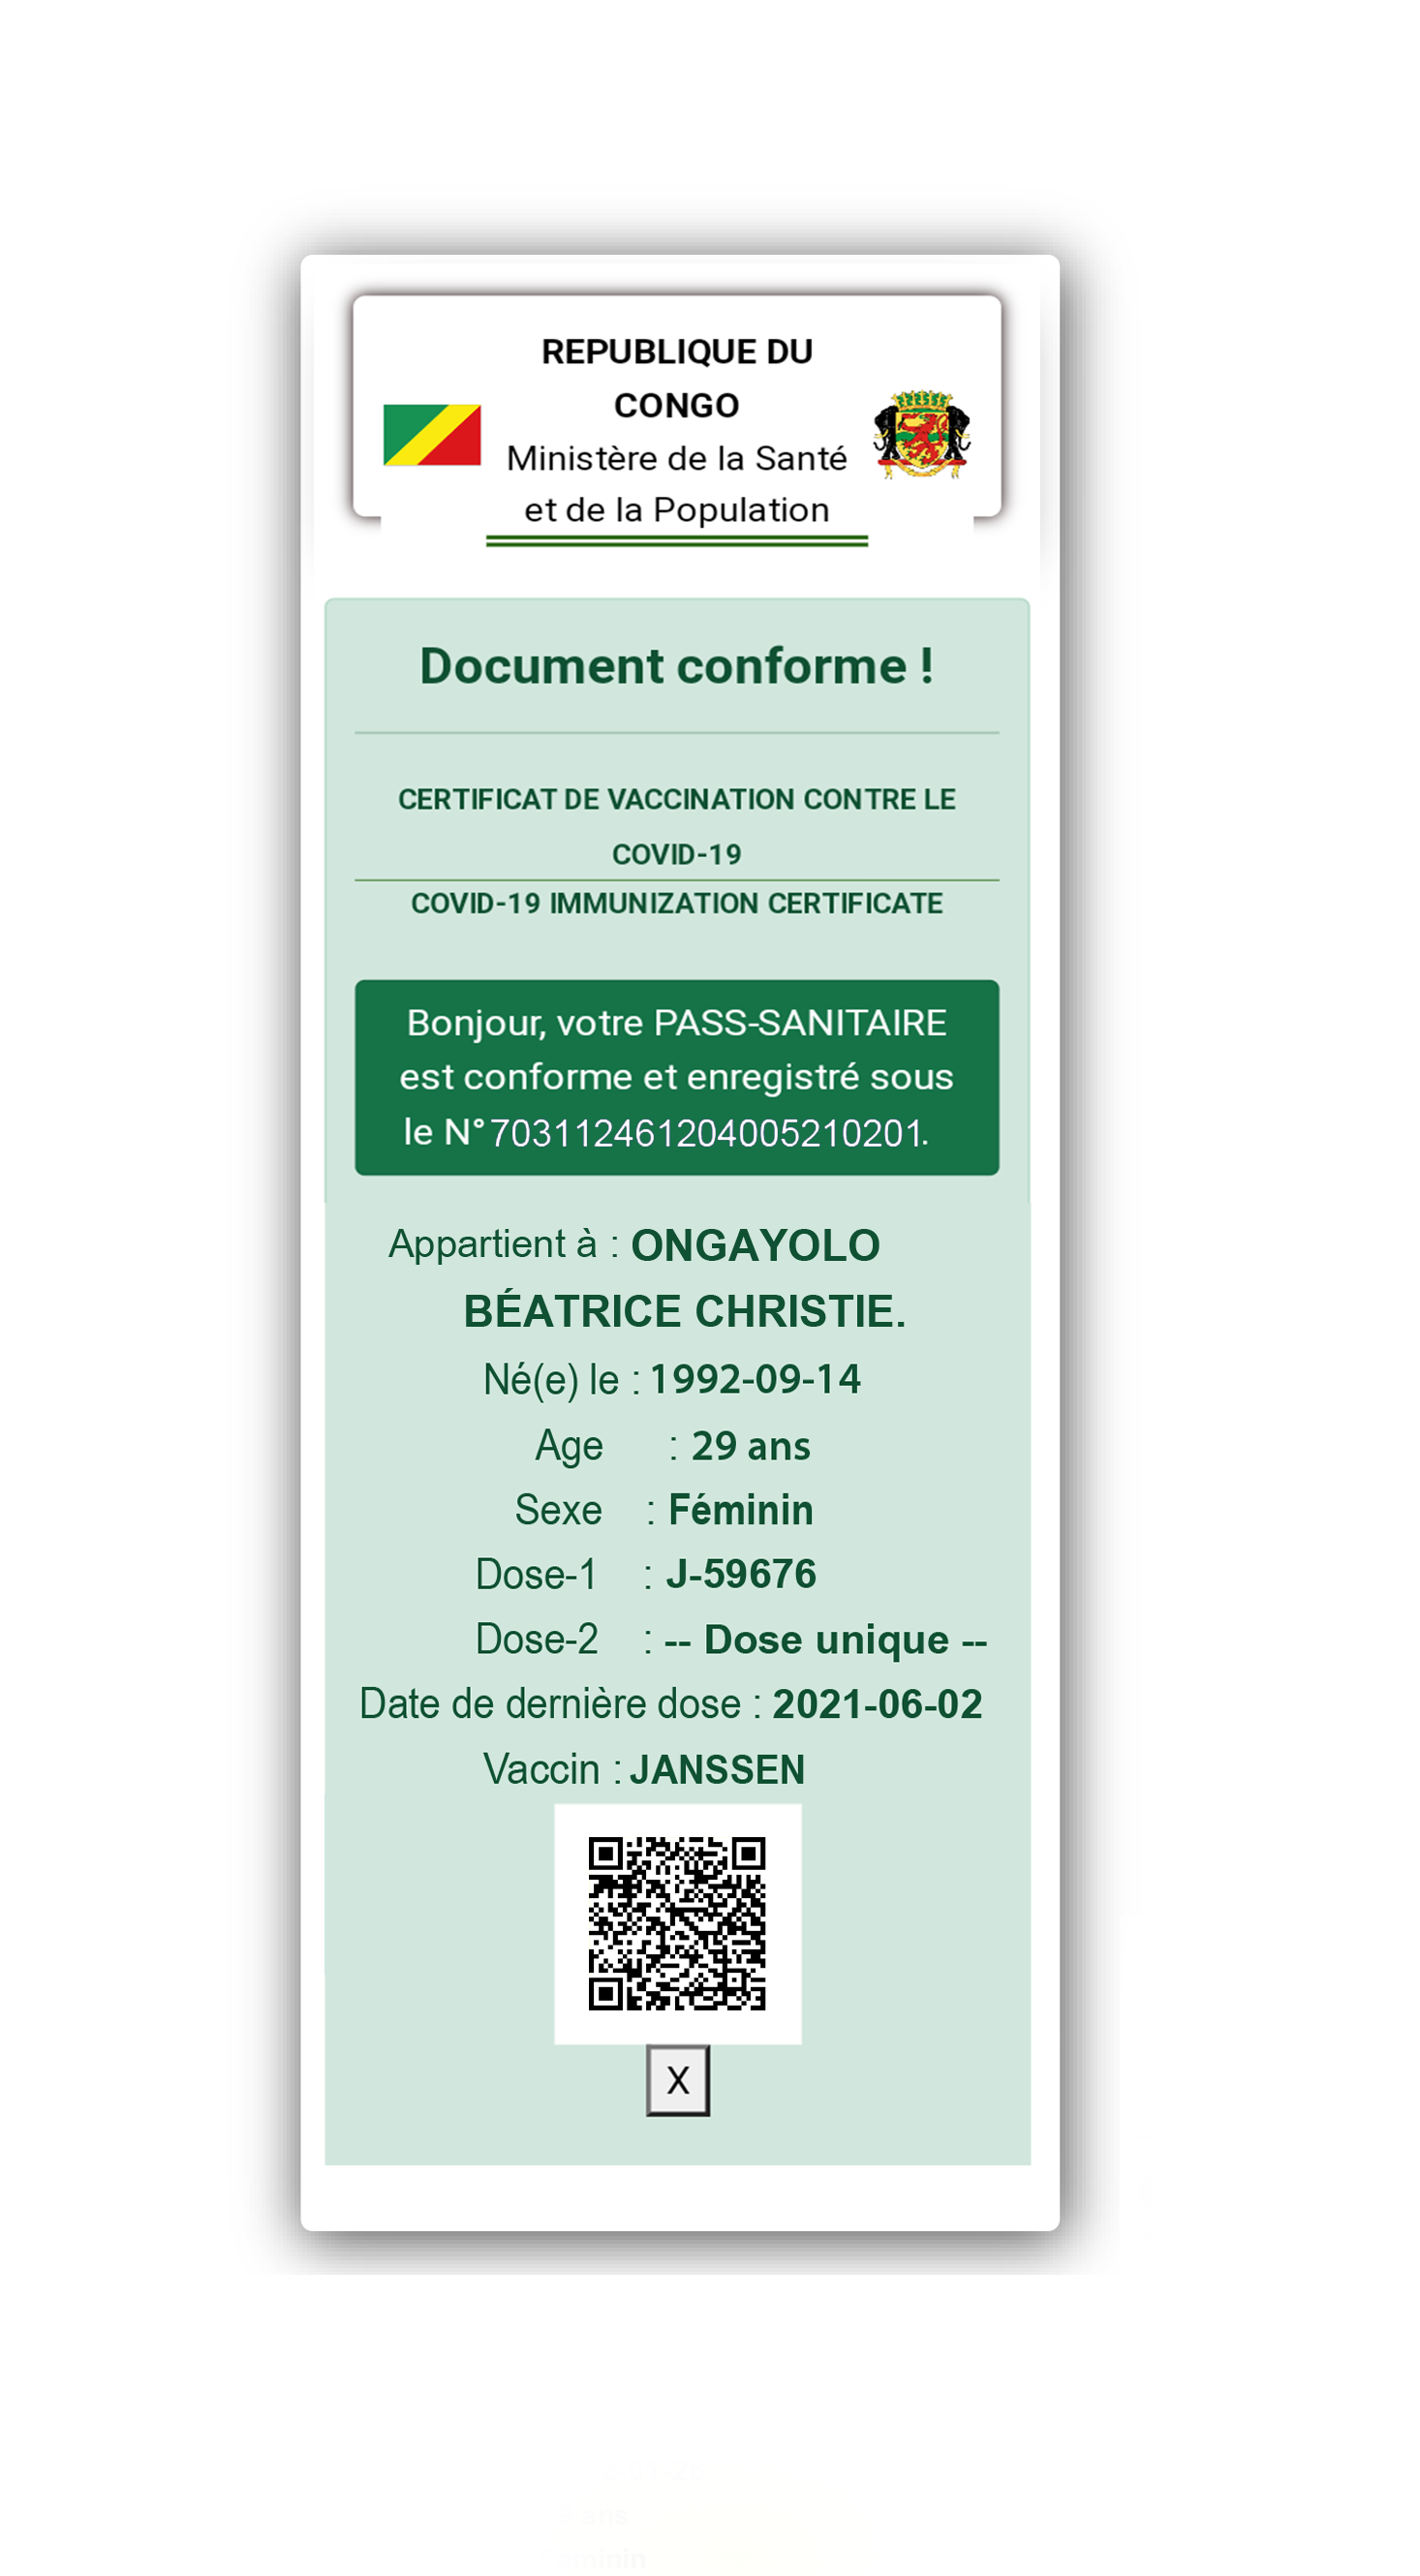 REPUBLIQUE DU
CONGO
Ministère de la Santé
et de la Population
Document conforme !
CERTIFICAT DE VACCINATION CONTRE LE
COVID-19
COVID-19 IMMUNIZATION CERTIFICATE
Bonjour, votre PASS-SANITAIRE
est conforme et enregistré sous
le N°703112461204005210201.
Appartient à : ONGAYOLO
BÉATRICE CHRISTIE.
Né(e) le : 1992-09-14
Age : 29 ans
Sexe : Féminin
Dose-1 : J-59676
Dose-2 : -- Dose unique --
Date de dernière dose : 2021-06-02
Vaccin : JANSSEN
X